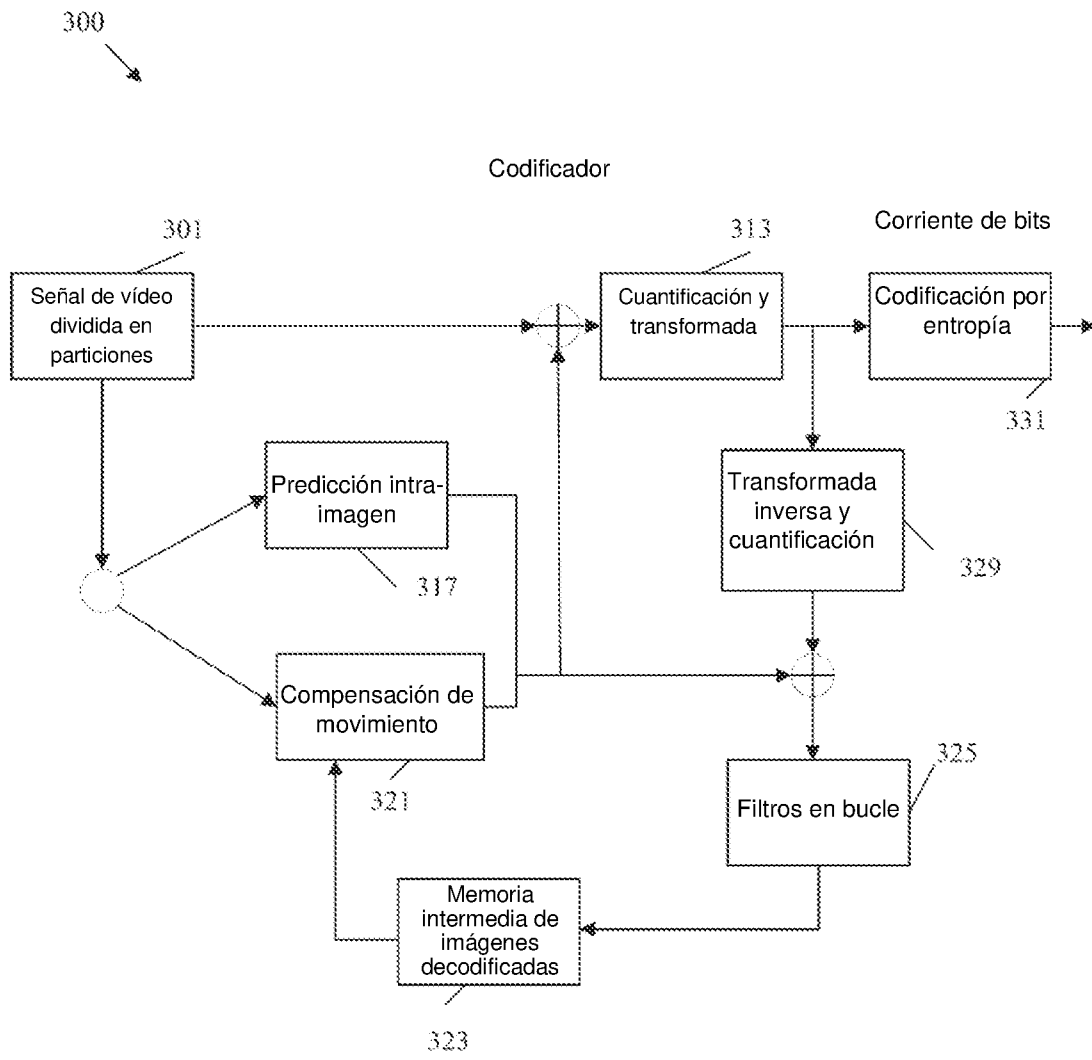 300
Codificador
301
313
Corriente de bits
Señal de vídeo
dividida en
particiones
Cuantificación y
transformada
Codificación por
entropía
331
Predicción intra-
imagen
317
Transformada
inversa y
cuantificación
329
Compensación de
movimiento
321
325
Filtros en bucle
Memoria
intermedia de
imágenes
decodificadas
323